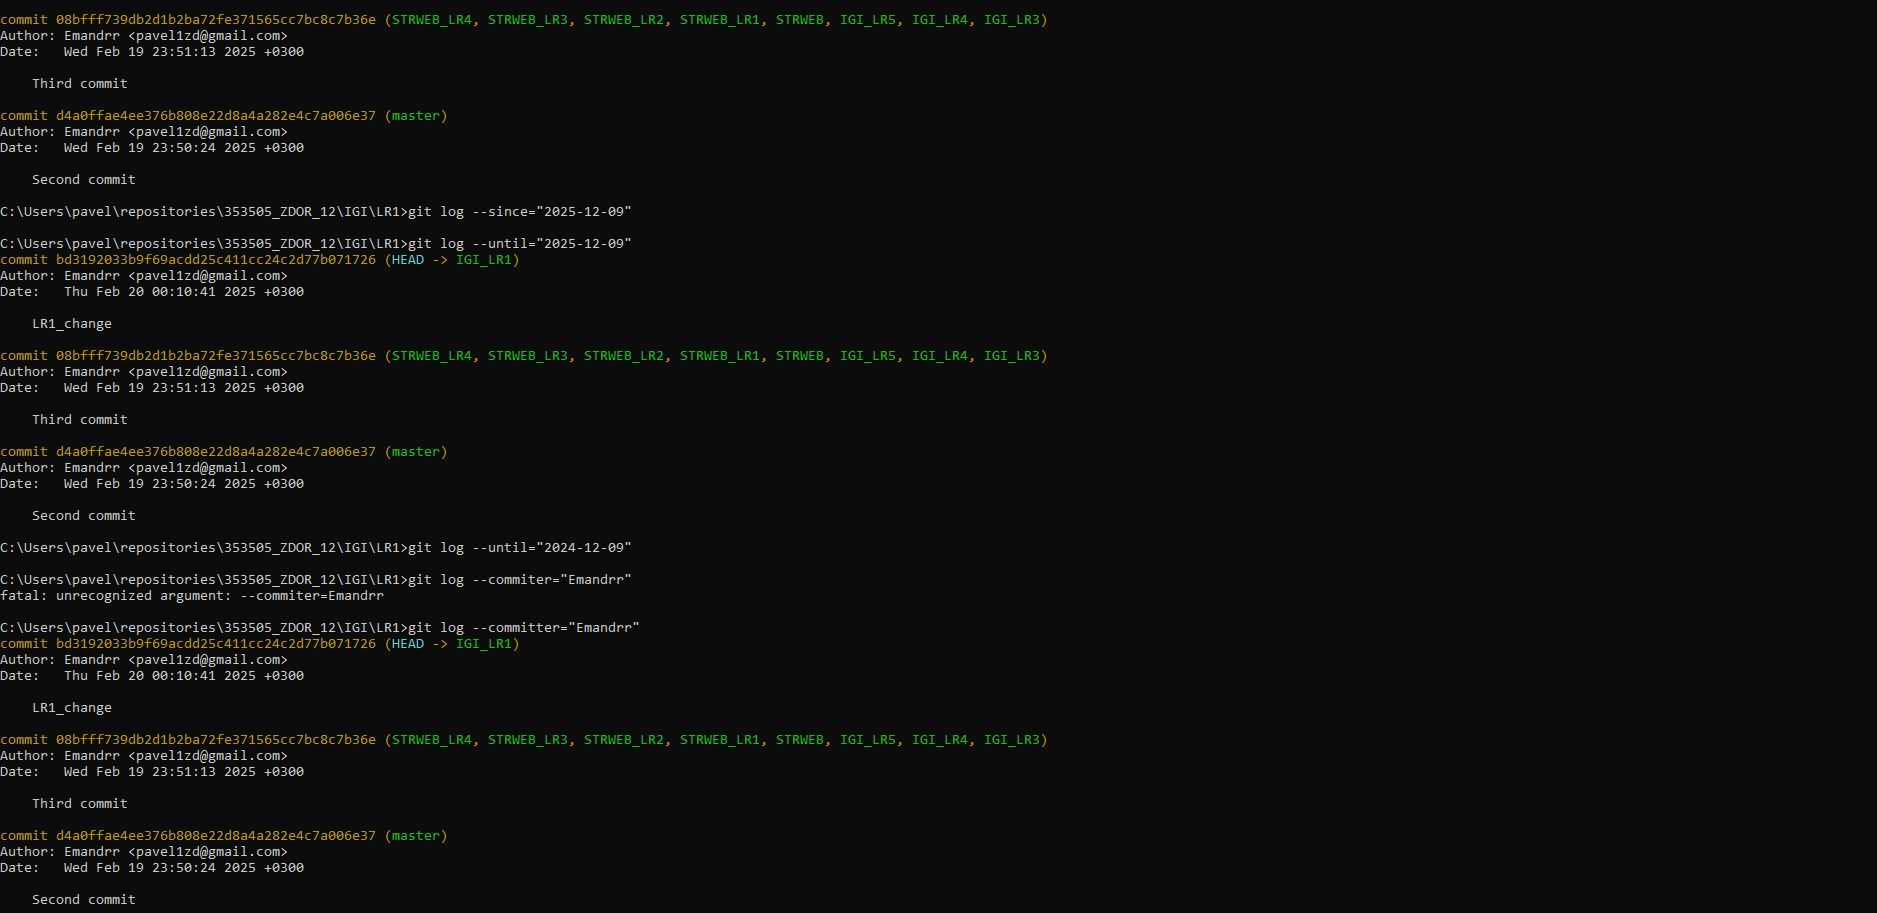 commit 08bfff739db2d1b2ba72fe371565cc7bc8c7b36e (STRWEB_LR4, STRWEB_LR3, STRWEB_LR2, STRWEB_LR1, STRWEB, IGI_LR5, IGI_LR4, IGI_LR3)
Author: Emandrr <pavel1zd@gmail.com>
Date:   Wed Feb 19 23:51:13 2025 +0300
    Third commit
commit d4a0ffae4ee376b808e22d8a4a282e4c7a006e37 (master)
Author: Emandrr <pavel1zd@gmail.com>
Date:   Wed Feb 19 23:50:24 2025 +0300
    Second commit
C:\Users\pavel\repositories\353505_ZDOR_12\IGI\LR1>git log --since="2025-12-09"
C:\Users\pavel\repositories\353505_ZDOR_12\IGI\LR1>git log --until="2025-12-09"
commit bd3192033b9f69acdd25c411cc24c2d77b071726 (HEAD -> IGI_LR1)
Author: Emandrr <pavel1zd@gmail.com>
Date:   Thu Feb 20 00:10:41 2025 +0300
    LR1_change
commit 08bfff739db2d1b2ba72fe371565cc7bc8c7b36e (STRWEB_LR4, STRWEB_LR3, STRWEB_LR2, STRWEB_LR1, STRWEB, IGI_LR5, IGI_LR4, IGI_LR3)
Author: Emandrr <pavel1zd@gmail.com>
Date:   Wed Feb 19 23:51:13 2025 +0300
    Third commit
commit d4a0ffae4ee376b808e22d8a4a282e4c7a006e37 (master)
Author: Emandrr <pavel1zd@gmail.com>
Date:   Wed Feb 19 23:50:24 2025 +0300
    Second commit
C:\Users\pavel\repositories\353505_ZDOR_12\IGI\LR1>git log --until="2024-12-09"
C:\Users\pavel\repositories\353505_ZDOR_12\IGI\LR1>git log --commiter="Emandrr"
fatal: unrecognized argument: --commiter=Emandrr
C:\Users\pavel\repositories\353505_ZDOR_12\IGI\LR1>git log --committer="Emandrr"
commit bd3192033b9f69acdd25c411cc24c2d77b071726 (HEAD -> IGI_LR1)
Author: Emandrr <pavel1zd@gmail.com>
Date:   Thu Feb 20 00:10:41 2025 +0300
    LR1_change
commit 08bfff739db2d1b2ba72fe371565cc7bc8c7b36e (STRWEB_LR4, STRWEB_LR3, STRWEB_LR2, STRWEB_LR1, STRWEB, IGI_LR5, IGI_LR4, IGI_LR3)
Author: Emandrr <pavel1zd@gmail.com>
Date:   Wed Feb 19 23:51:13 2025 +0300
    Third commit
commit d4a0ffae4ee376b808e22d8a4a282e4c7a006e37 (master)
Author: Emandrr <pavel1zd@gmail.com>
Date:   Wed Feb 19 23:50:24 2025 +0300
    Second commit